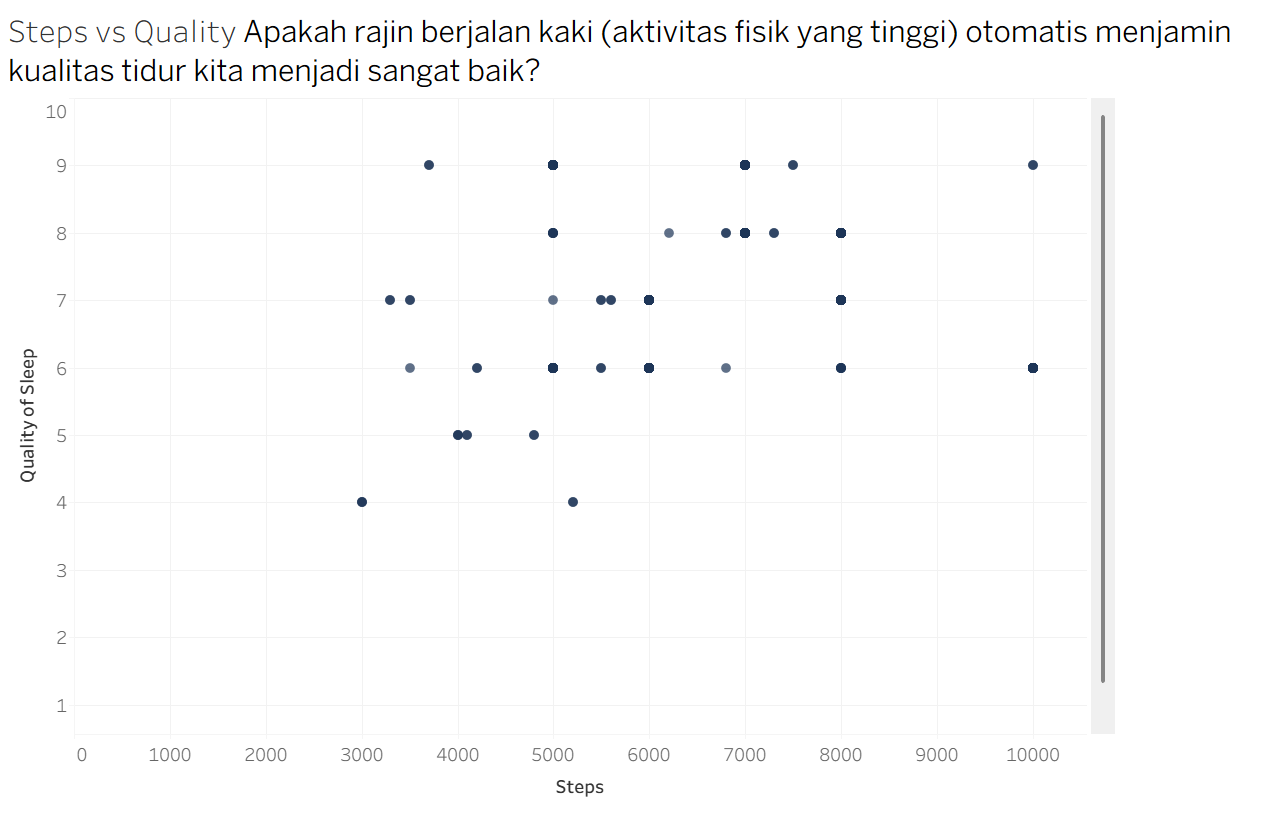 Steps vs Quality Apakah rajin berjalan kaki (aktivitas fisik yang tinggi) otomatis menjamin
kualitas tidur kita menjadi sangat baik?
10
9
8
7
6
5
4
3
2
1
Quality of Sleep
0 1000 2000 3000 4000 5000 6000 7000 8000 9000 10000
Steps